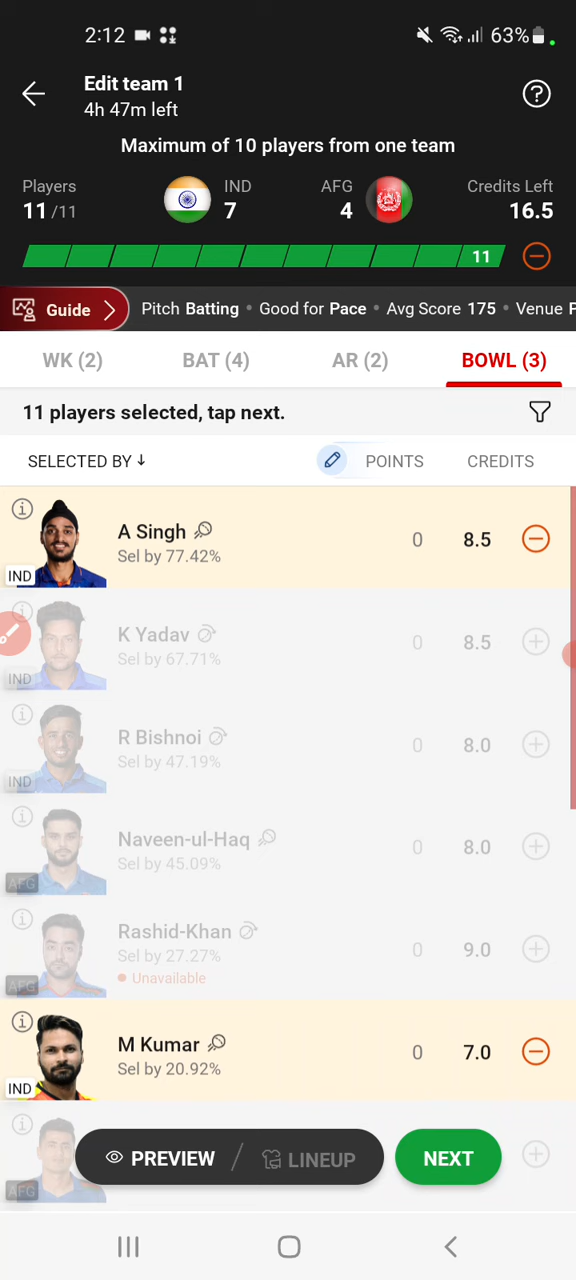 2:12 63%
Edit team 1
4h 47m left
Maximum of 10 players from one team
Players IND AFG Credits Left
11/11 7 4 16.5
11
Guide Pitch Batting • Good for Pace • Avg Score 175 • Venue P
WK (2) BAT (4) AR (2) BOWL (3)
11 players selected, tap next.
SELECTED BY ↓ POINTS CREDITS
A Singh 0 8.5
Sel by 77.42%
IND
K Yadav 0 8.5
Sel by 67.71%
IND
R Bishnoi 0 8.0
Sel by 47.19%
IND
Naveen-ul-Haq 0 8.0
Sel by 45.09%
AFG
Rashid-Khan 0 9.0
Sel by 27.27%
Unavailable
AFG
M Kumar 0 7.0
Sel by 20.92%
IND
PREVIEW / LINEUP NEXT
AFG